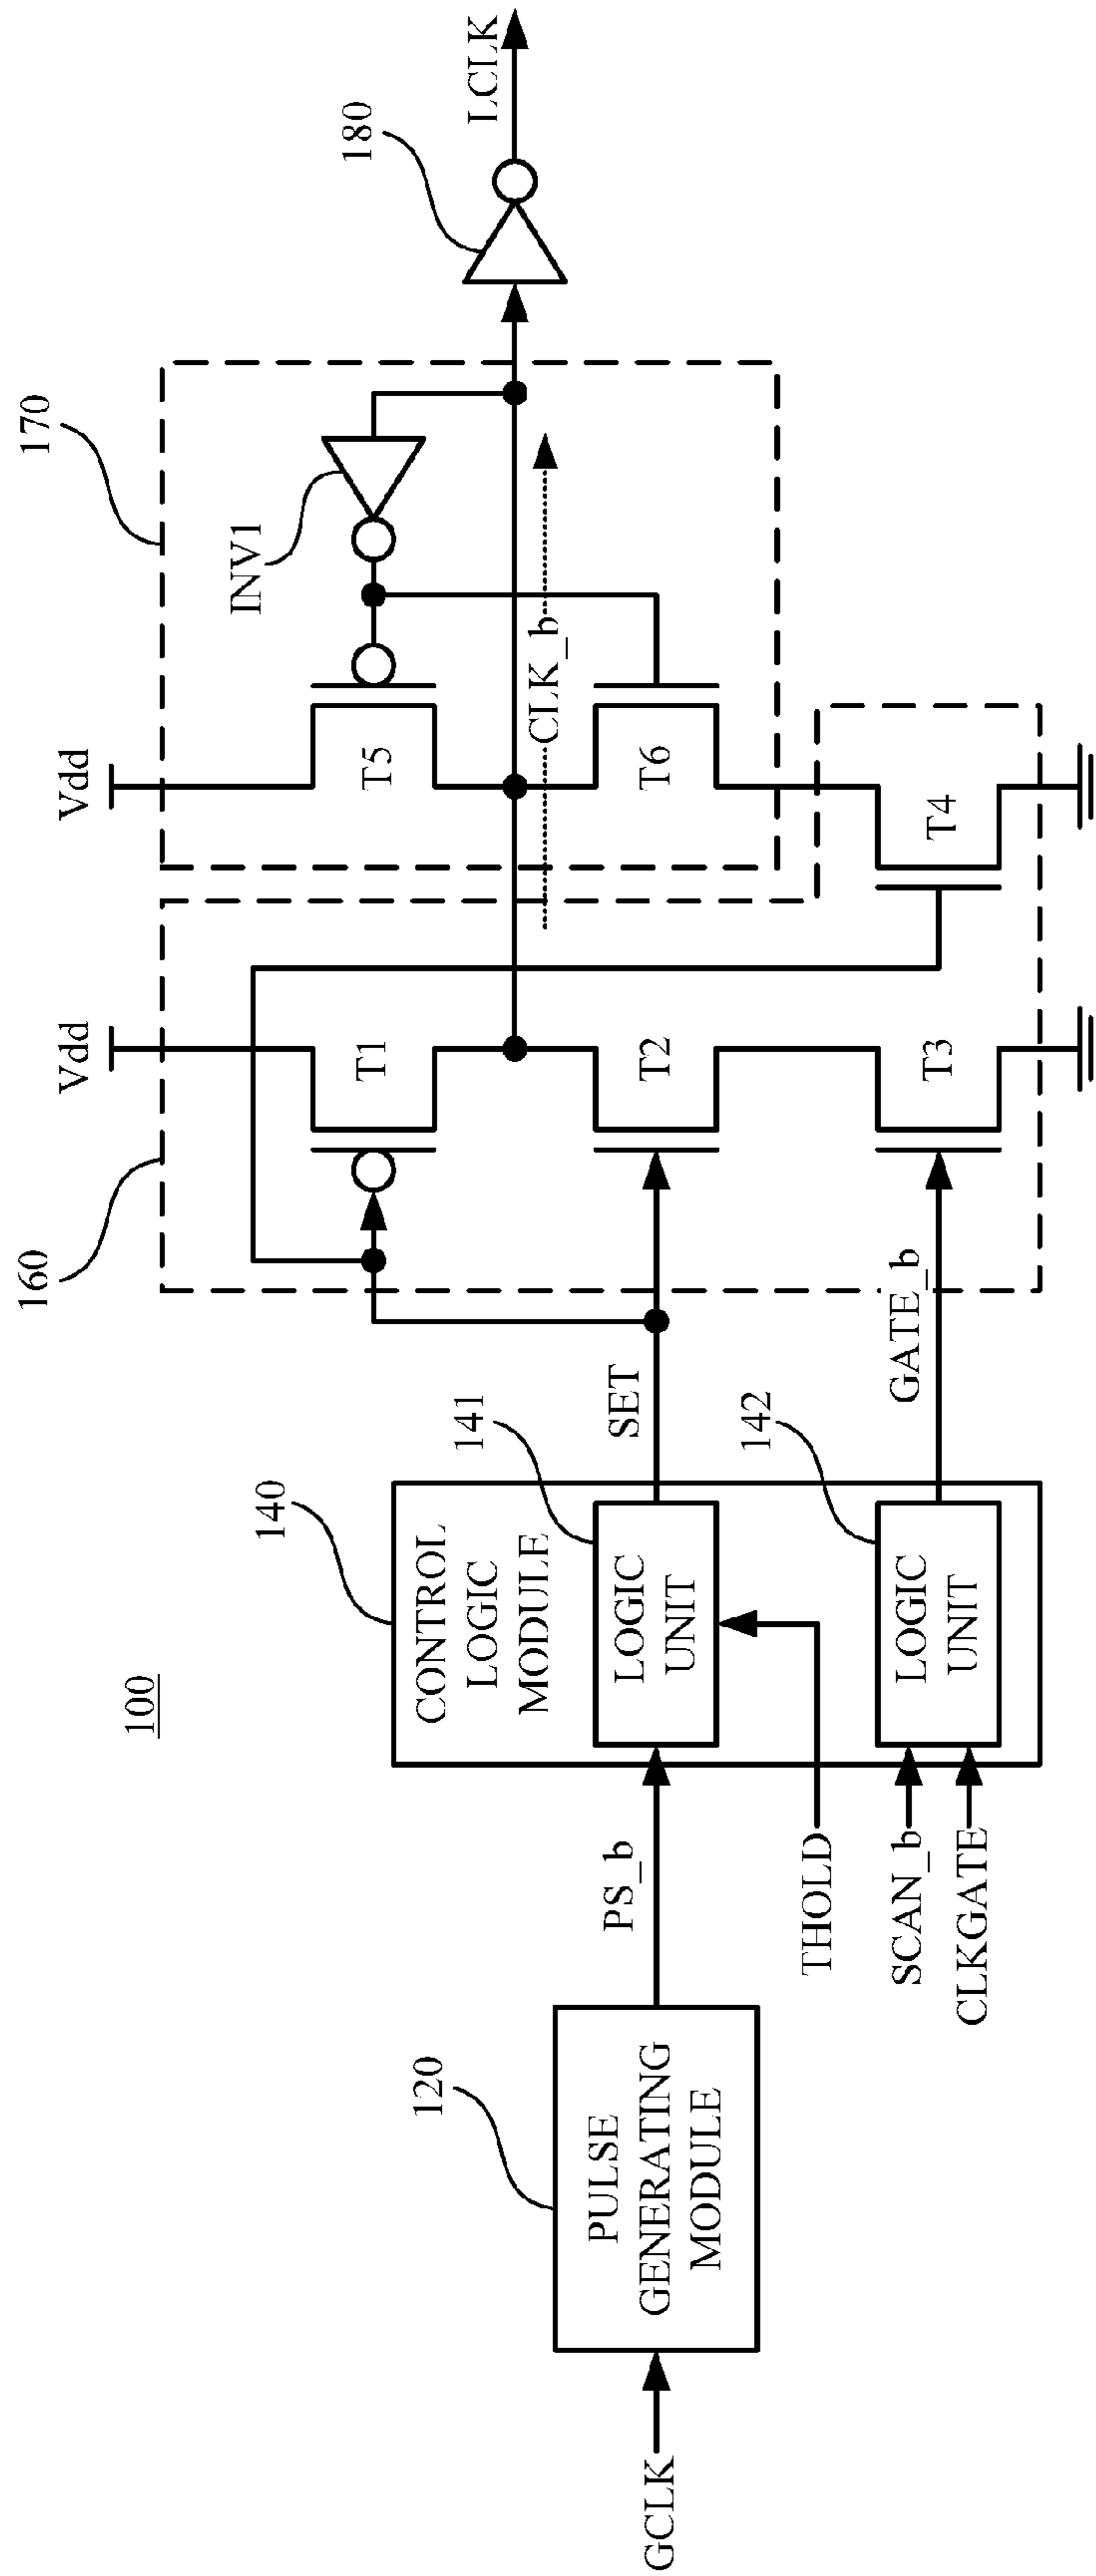 100
GCLK
120
PULSE
GENERATING
MODULE
PS_b
THOLD
SCAN_b
CLKGATE
140
CONTROL
LOGIC
MODULE
141
LOGIC
UNIT
142
LOGIC
UNIT
SET
GATE_b
160
Vdd
T1
T2
T3
170
Vdd
T5
CLK_b
T6
T4
INV1
180
LCLK